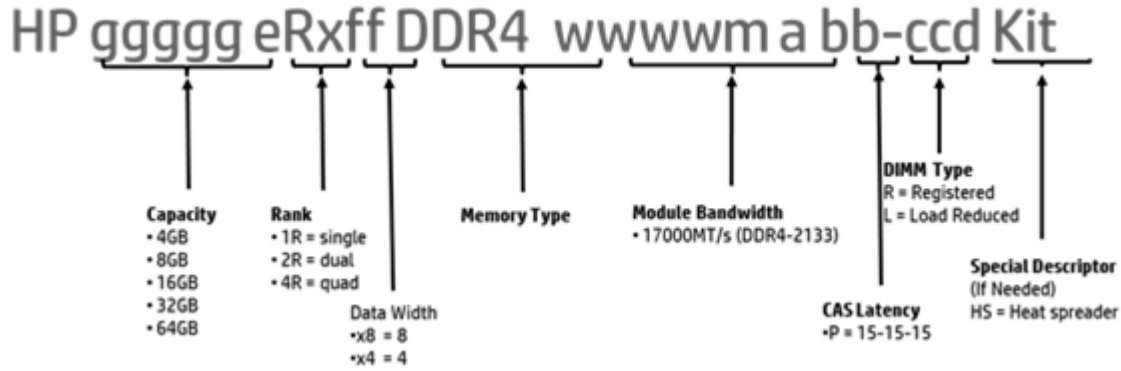 HP ggggg eRxff DDR4 wwwwm a bb-ccd Kit
Capacity
• 4GB
• 8GB
• 16GB
• 32GB
• 64GB
Rank
• 1R = single
• 2R = dual
• 4R = quad
Data Width
•x8 = 8
•x4 = 4
Memory Type
Module Bandwidth
• 17000MT/s (DDR4-2133)
CAS Latency
•P = 15-15-15
DIMM Type
R = Registered
L = Load Reduced
Special Descriptor
(If Needed)
HS = Heat spreader